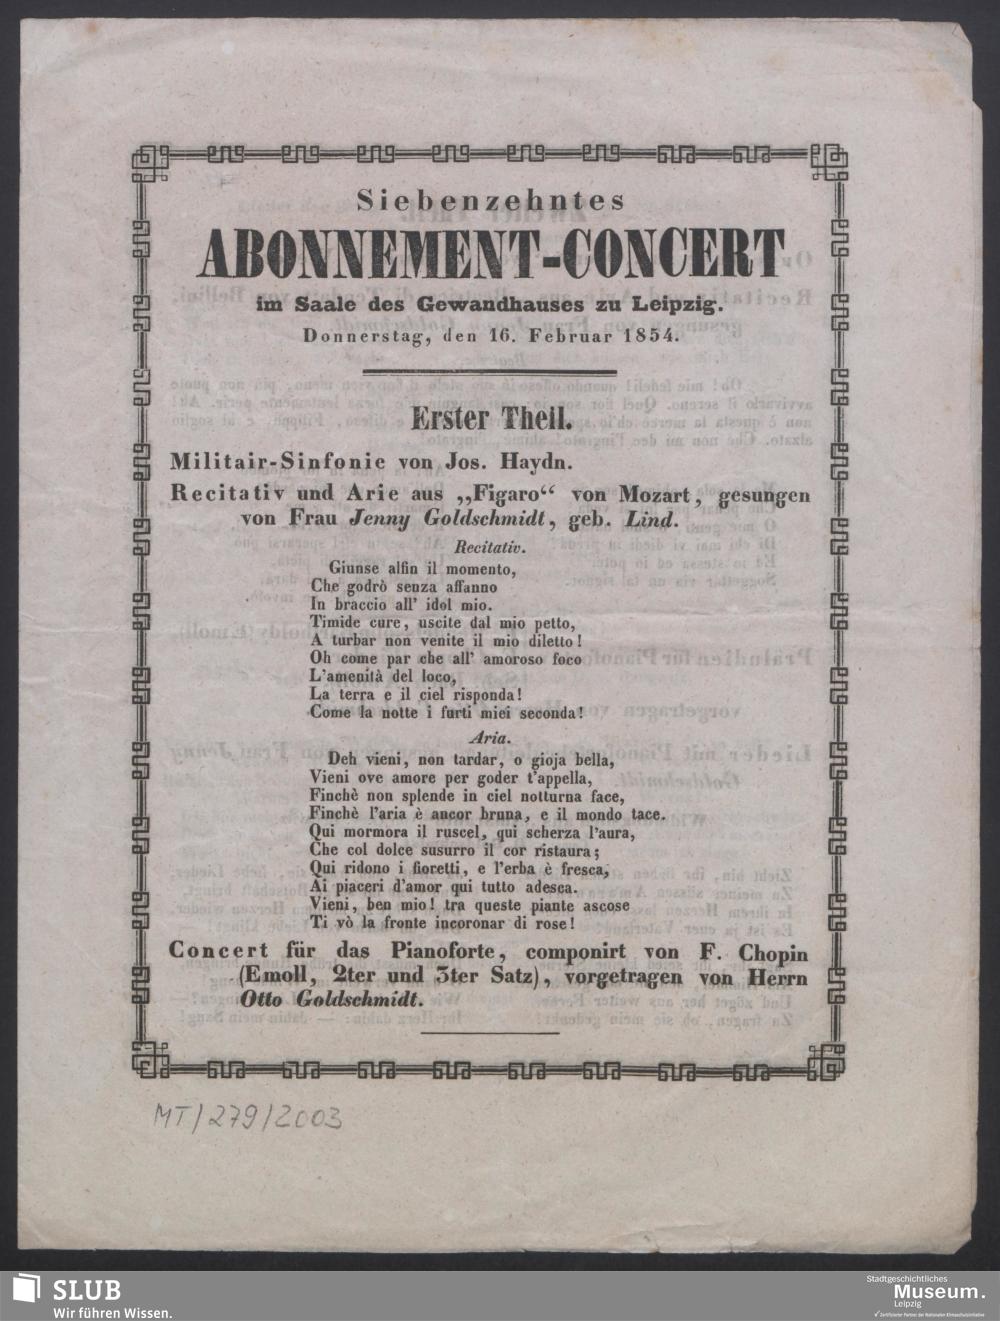 Siebenzehntes
ABONNEMENT-CONCERT
im Saale des Gewandhauses zu Leipzig.
Donnerstag, den 16. Februar 1854.
Erster Theil.
Militair-Sinfonie von Jos. Haydn.
Recitativ und Arie aus „Figaro“ von Mozart, gesungen
von Frau Jenny Goldschmidt, geb. Lind.
Recitativ.
Giunse alfin il momento,
Che godrò senza affanno
In braccio all' idol mio.
Timide cure, uscite dal mio petto,
A turbar non venite il mio diletto!
Oh come par che all' amoroso foco
L'amenità del loco,
La terra e il ciel risponda!
Come la notte i furti miei seconda!
Aria.
Deh vieni, non tardar, o gioja bella,
Vieni ove amore per goder t'appella,
Finchè non splende in ciel notturna face,
Finchè l'aria è ancor bruna, e il mondo tace.
Qui mormora il ruscel, qui scherza l'aura,
Che col dolce susurro il cor ristaura;
Qui ridono i fioretti, e l'erba è fresca,
Ai piaceri d'amor qui tutto adesca.
Vieni, ben mio! tra queste piante ascose
Ti vò la fronte incoronar di rose!
Concert für das Pianoforte, componirt von F. Chopin
(Emoll, 2ter und 3ter Satz), vorgetragen von Herrn
Otto Goldschmidt.
MT/279/2003
SLUB
Wir führen Wissen.
Stadtgeschichtliches
Museum.
Leipzig
Zertifizierter Partner der Nationalen Klimaschutzinitiative